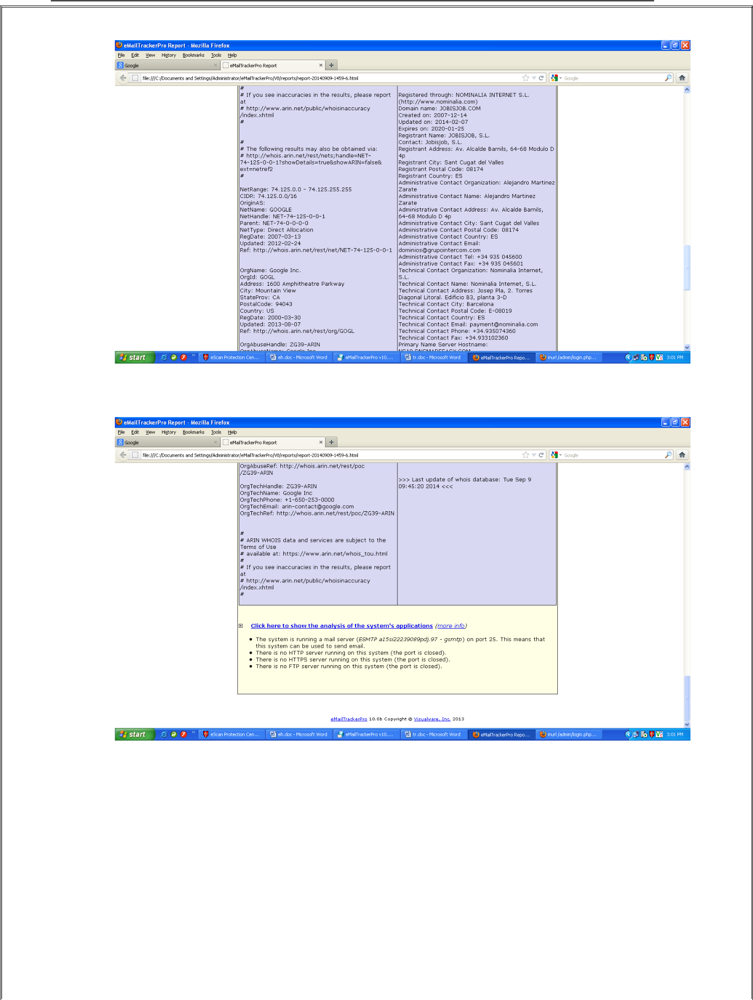 eMailTrackerPro Report - Mozilla Firefox
File Edit View History Bookmarks Tools Help
Google
eMailTrackerPro Report
file:///C:/Documents and Settings/Administrator/eMailTrackerPro/V8/reports/report-20140909-1459-6.html
Google
#
# If you see inaccuracies in the results, please report
at
# http://www.arin.net/public/whoisinaccuracy
/index.xhtml
#
#
# The following results may also be obtained via:
# http://whois.arin.net/rest/nets;handle=NET-
74-125-0-0-1?showDetails=true&showARIN=false&
ext=netref2
#
NetRange: 74.125.0.0 - 74.125.255.255
CIDR: 74.125.0.0/16
OriginAS:
NetName: GOOGLE
NetHandle: NET-74-125-0-0-1
Parent: NET-74-0-0-0-0
NetType: Direct Allocation
RegDate: 2007-03-13
Updated: 2012-02-24
Ref: http://whois.arin.net/rest/net/NET-74-125-0-0-1
OrgName: Google Inc.
OrgId: GOGL
Address: 1600 Amphitheatre Parkway
City: Mountain View
StateProv: CA
PostalCode: 94043
Country: US
RegDate: 2000-03-30
Updated: 2013-08-07
Ref: http://whois.arin.net/rest/org/GOGL
OrgAbuseHandle: ZG39-ARIN
OrgAbuseName: Google Inc
Registered through: NOMINALIA INTERNET S.L.
(http://www.nominalia.com)
Domain name: JOBISJOB.COM
Created on: 2007-12-14
Updated on: 2014-02-07
Expires on: 2020-01-25
Registrant Name: JOBISJOB, S.L.
Contact: Jobisjob, S.L.
Registrant Address: Av. Alcalde Barnils, 64-68 Modulo D
4p
Registrant City: Sant Cugat del Valles
Registrant Postal Code: 08174
Registrant Country: ES
Administrative Contact Organization: Alejandro Martinez
Zarate
Administrative Contact Name: Alejandro Martinez
Zarate
Administrative Contact Address: Av. Alcalde Barnils,
64-68 Modulo D 4p
Administrative Contact City: Sant Cugat del Valles
Administrative Contact Postal Code: 08174
Administrative Contact Country: ES
Administrative Contact Email:
dominios@grupointercom.com
Administrative Contact Tel: +34 935 045600
Administrative Contact Fax: +34 935 045601
Technical Contact Organization: Nominalia Internet,
S.L.
Technical Contact Name: Nominalia Internet, S.L.
Technical Contact Address: Josep Pla, 2. Torres
Diagonal Litoral. Edificio B3, planta 3-D
Technical Contact City: Barcelona
Technical Contact Postal Code: E-08019
Technical Contact Country: ES
Technical Contact Email: payment@nominalia.com
Technical Contact Phone: +34.935074360
Technical Contact Fax: +34.933102360
Primary Name Server Hostname:
NS10.DNSMADEEASY.COM
start eScan Protection Cen... eh.doc - Microsoft Word eMailTrackerPro v10.... tr.doc - Microsoft Word eMailTrackerPro Repo... inurl /admin/login.php... 3:01 PM
eMailTrackerPro Report - Mozilla Firefox
File Edit View History Bookmarks Tools Help
Google
eMailTrackerPro Report
file:///C:/Documents and Settings/Administrator/eMailTrackerPro/V8/reports/report-20140909-1459-6.html
Google
OrgAbuseRef: http://whois.arin.net/rest/poc
/ZG39-ARIN
OrgTechHandle: ZG39-ARIN
OrgTechName: Google Inc
OrgTechPhone: +1-650-253-0000
OrgTechEmail: arin-contact@google.com
OrgTechRef: http://whois.arin.net/rest/poc/ZG39-ARIN
#
# ARIN WHOIS data and services are subject to the
Terms of Use
# available at: https://www.arin.net/whois_tou.html
#
# If you see inaccuracies in the results, please report
at
# http://www.arin.net/public/whoisinaccuracy
/index.xhtml
#
>>> Last update of whois database: Tue Sep 9
09:45:20 2014 <<<
Click here to show the analysis of the system's applications (more info)
• The system is running a mail server (ESMTP a15si22239089pdj.97 - gsmtp) on port 25. This means that
this system can be used to send email.
• There is no HTTP server running on this system (the port is closed).
• There is no HTTPS server running on this system (the port is closed).
• There is no FTP server running on this system (the port is closed).
eMailTrackerPro 10.0b Copyright © Visualware, Inc. 2013
start eScan Protection Cen... eh.doc - Microsoft Word eMailTrackerPro v10.... tr.doc - Microsoft Word eMailTrackerPro Repo... inurl /admin/login.php... 3:01 PM